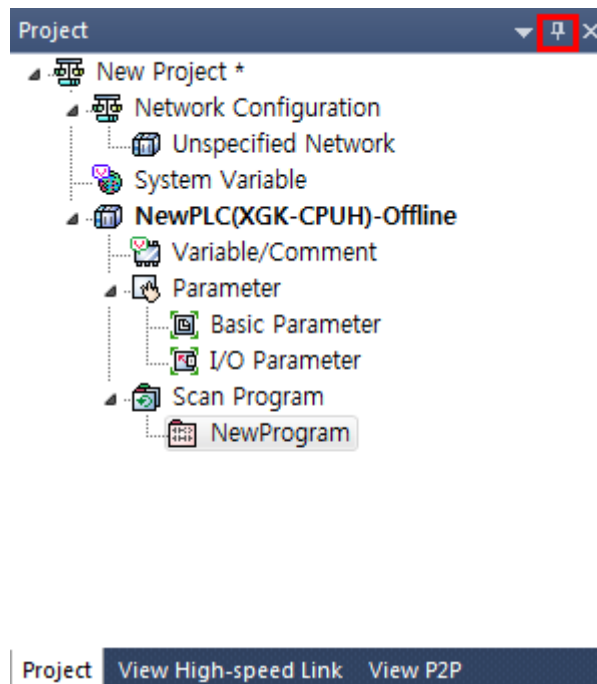 Project
New Project *
Network Configuration
Unspecified Network
System Variable
NewPLC(XGK-CPUH)-Offline
Variable/Comment
Parameter
Basic Parameter
I/O Parameter
Scan Program
NewProgram
Project View High-speed Link View P2P